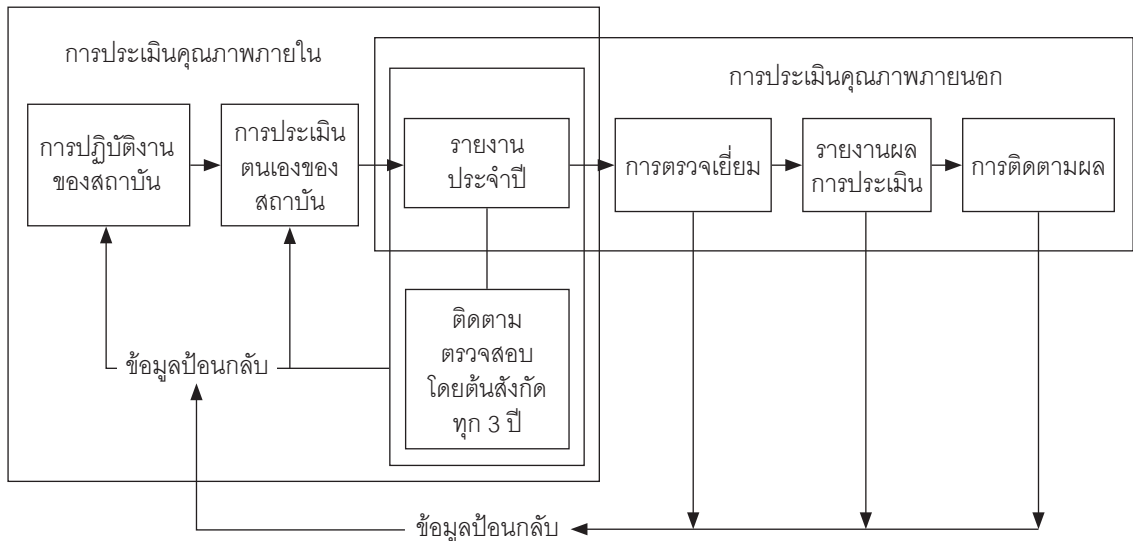 การประเมินคุณภาพภายใน
การประเมินคุณภาพภายนอก
การปฏิบัติงาน
ของสถาบัน
การประเมิน
ตนเองของ
สถาบัน
รายงาน
ประจำปี
การตรวจเยี่ยม
รายงานผล
การประเมิน
การติดตามผล
ติดตาม
ตรวจสอบ
โดยต้นสังกัด
ทุก 3 ปี
ข้อมูลป้อนกลับ
ข้อมูลป้อนกลับ